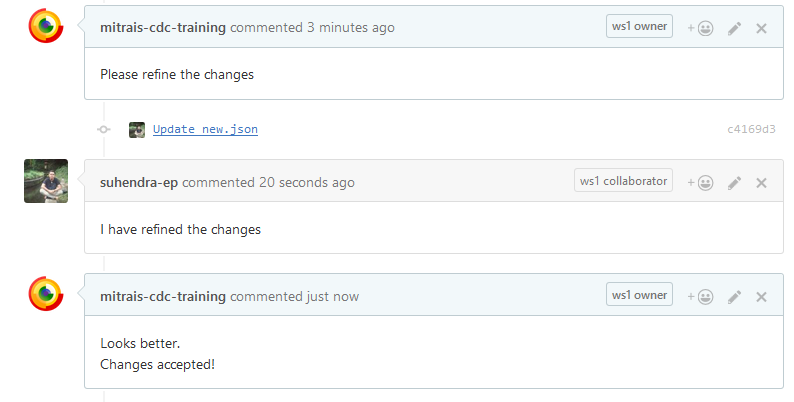 mitrais-cdc-training commented 3 minutes ago ws1 owner +
Please refine the changes
Update new.json c4169d3
suhendra-ep commented 20 seconds ago ws1 collaborator +
I have refined the changes
mitrais-cdc-training commented just now ws1 owner +
Looks better.
Changes accepted!